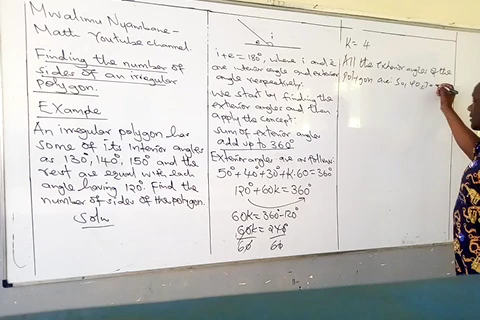 Mwalimu Nyambane-
Math Youtube channel.
Finding the number of
sides of an irregular
polygon.
EXample
An irregular polygon has
some of its interior angles
as 130°, 140°, 150° and the
rest are equal with each
angle having 120°. Find the
number of sides of the polygon.
Soln
i
i+e=180°, where i and e
are interior angle and exterior
angle respectively.
We start by finding the
exterior angles and then
apply the concept:
sum of exterior angles
add up to 360°
Exterior angles are as follows:
50°+40°+30°+K.60=360°
120°+60K=360°
60K=360-120°
60K=240
60 60
K=4
All the exterior angles of the
polygon are: 50, 40,